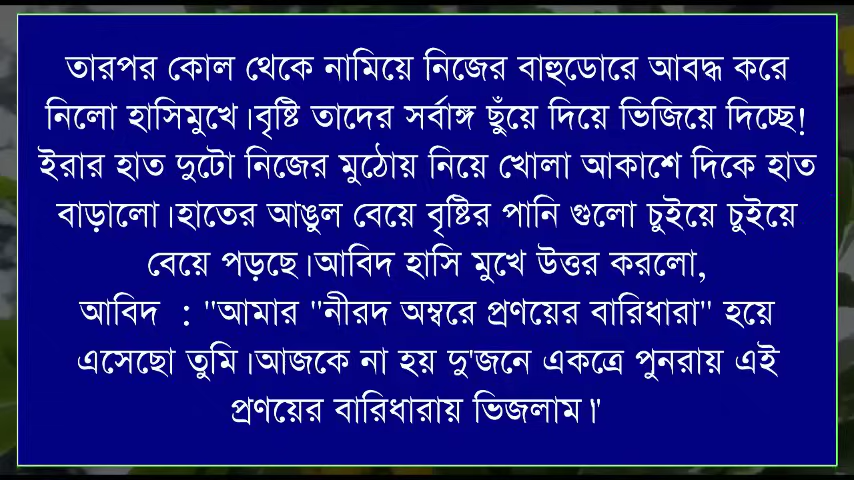 তারপর কোল থেকে নামিয়ে নিজের বাহুডোরে আবদ্ধ করে
নিলো হাসিমুখে।বৃষ্টি তাদের সর্বাঙ্গ ছুঁয়ে দিয়ে ভিজিয়ে দিচ্ছে!
ইরার হাত দুটো নিজের মুঠোয় নিয়ে খোলা আকাশে দিকে হাত
বাড়ালো।হাতের আঙুল বেয়ে বৃষ্টির পানি গুলো চুইয়ে চুইয়ে
বেয়ে পড়ছে।আবিদ হাসি মুখে উত্তর করলো,
আবিদ : "আমার "নীরদ অম্বরে প্রণয়ের বারিধারা" হয়ে
এসেছো তুমি।আজকে না হয় দু'জনে একত্রে পুনরায় এই
প্রণয়ের বারিধারায় ভিজলাম।"